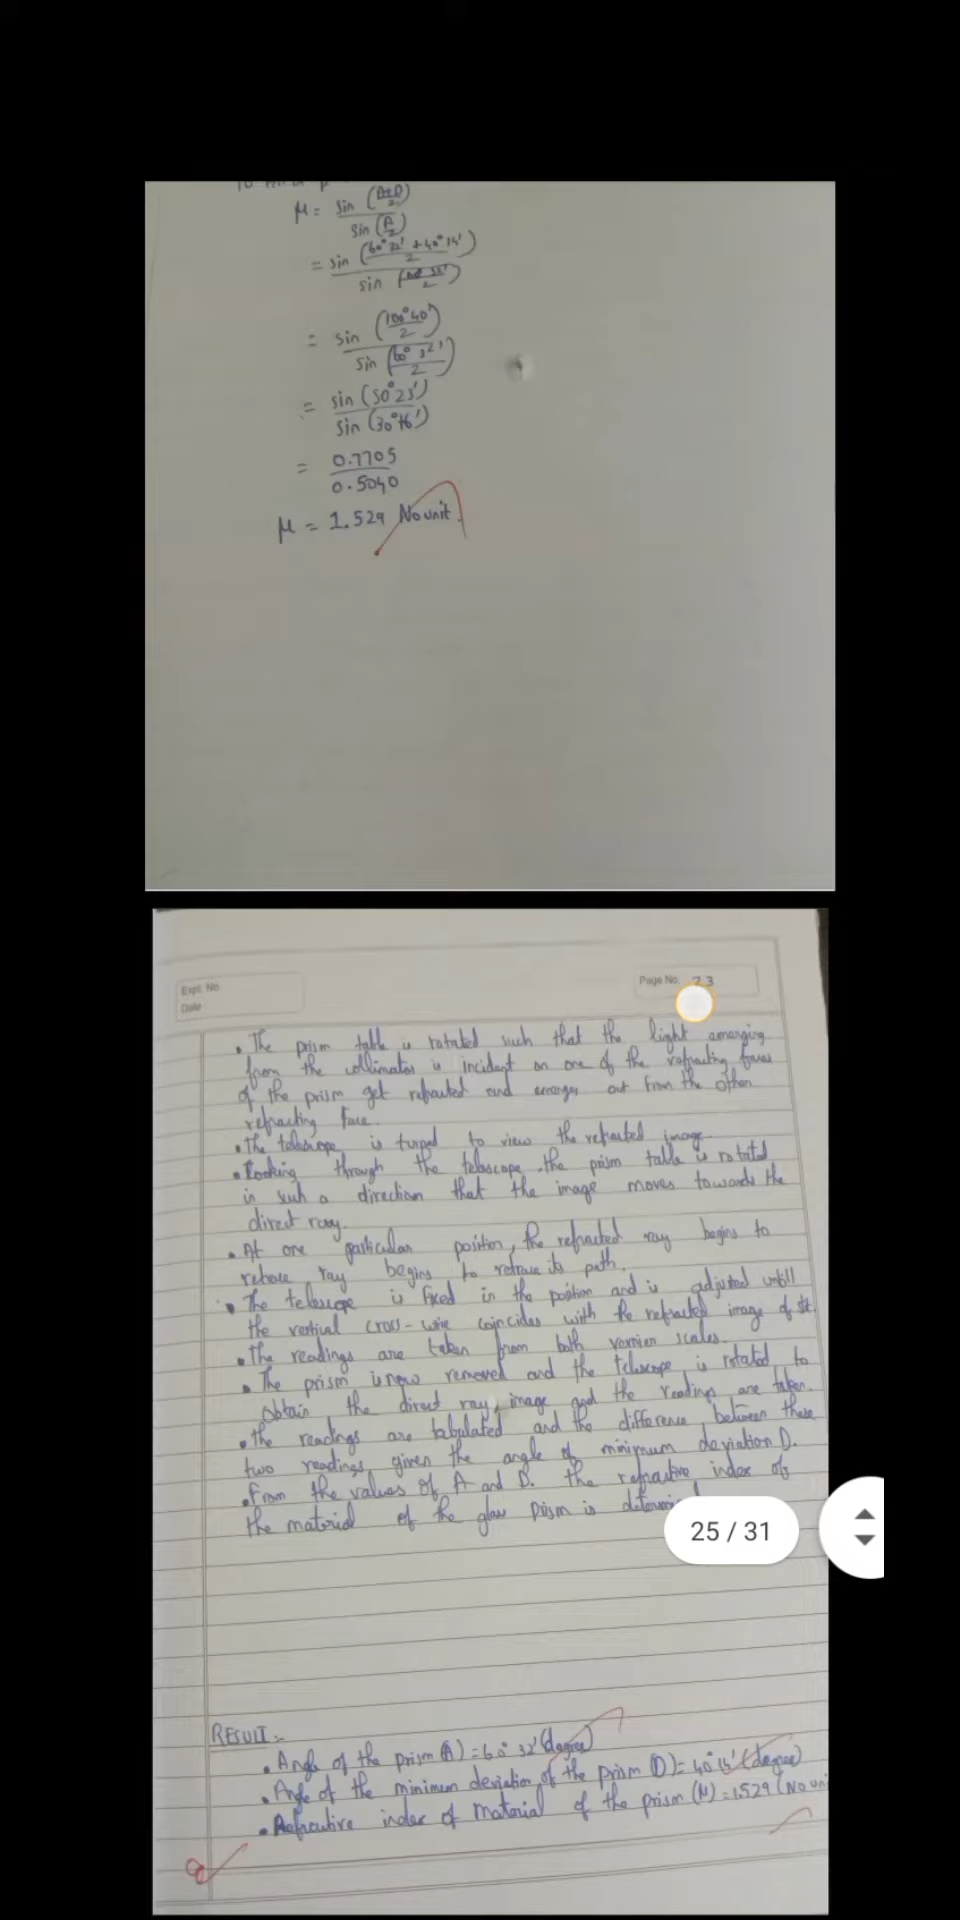 μ = sin (A+D/2)
sin (A/2)
= sin (60° 32' + 40° 15'/2)
sin
= sin (100° 40'/2)
sin (60° 32'/2)
= sin (50° 23')
sin (30° 16')
= 0.7705
0.5040
μ = 1.529 No unit.
Expt. No
Page No. 73
Date
• The prism table is rotated such that the light emerging
from the collimator is incident on one of the refracting faces
of the prism get refracted and emerges out from the other
refracting face.
• The telescope is turned to view the refracted image.
• Looking through the telescope the prism table is rotated
in such a direction that the image moves towards the
direct ray.
• At one particular position, the refracted ray begins to
ray begins to retrace its path.
• The telescope is fixed in the position and is adjusted untill
the vertical cross-wire coincides with the refracted image of
• The readings are taken from both vernier scales.
• The prism is now removed and the telescope is rotated to
obtain the direct ray, image and the readings are taken.
• the readings are tabulated and the difference between these
two readings given the angle of minimum deviation D.
• From the values of A and D. the refractive index of
the material of the glass prism is
25 / 31
RESULT:-
• Angle of the prism (A) = 60° 32' (degree)
• Angle of the minimum deviation of the prism (D) = 40° 15' (degree)
• Refractive index of material of the prism (μ) = 1.529 (No uni